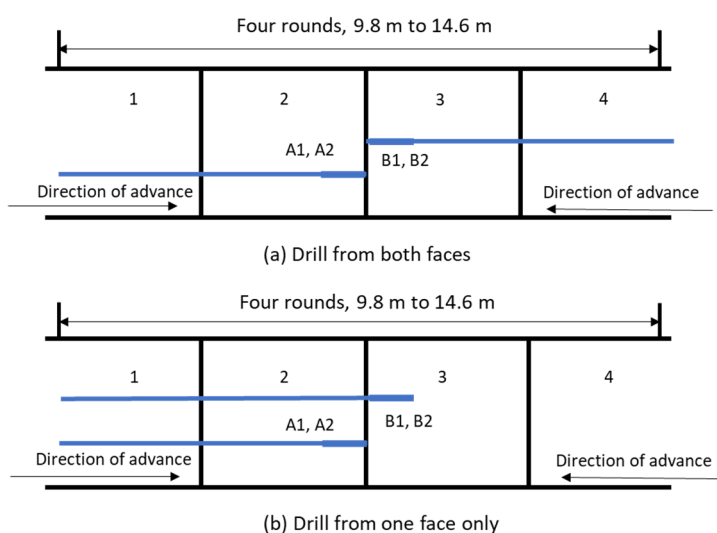 Four rounds, 9.8 m to 14.6 m
1 2 3 4
A1, A2 B1, B2
Direction of advance Direction of advance
(a) Drill from both faces
Four rounds, 9.8 m to 14.6 m
1 2 3 4
A1, A2 B1, B2
Direction of advance Direction of advance
(b) Drill from one face only